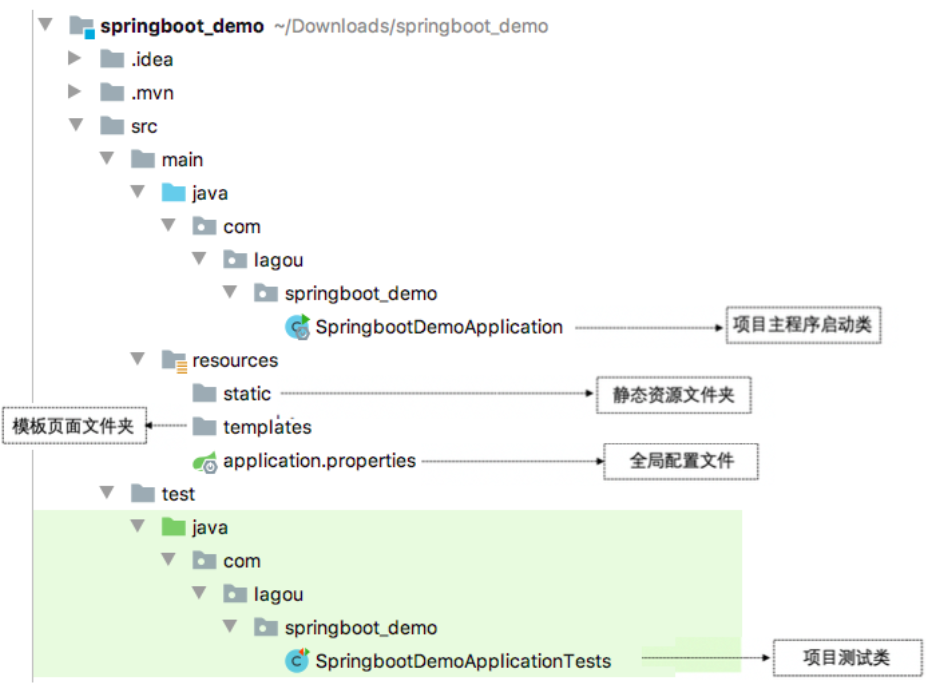 springboot_demo ~/Downloads/springboot_demo
.idea
.mvn
src
main
java
com
lagou
springboot_demo
SpringbootDemoApplication 项目主程序启动类
resources
static 静态资源文件夹
模板页面文件夹 templates
application.properties 全局配置文件
test
java
com
lagou
springboot_demo
SpringbootDemoApplicationTests 项目测试类